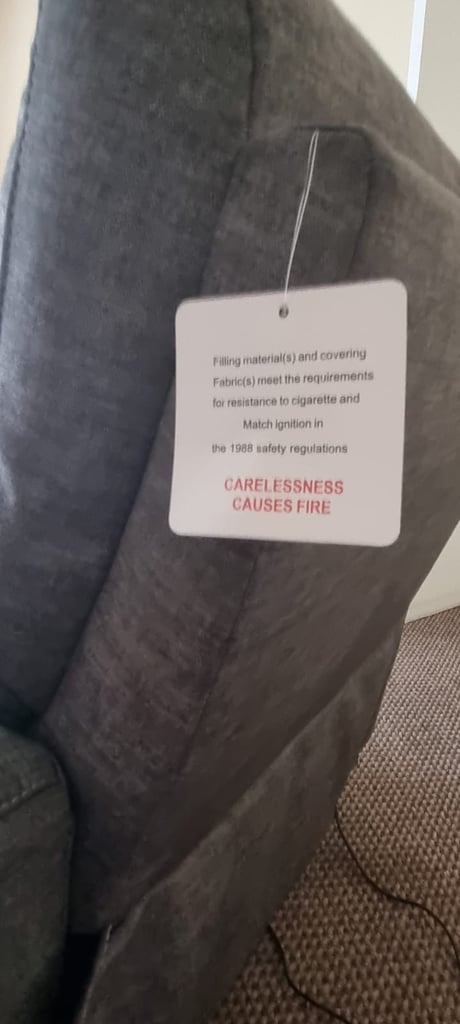 Filling material(s) and covering
Fabric(s) meet the requirements
for resistance to cigarette and
Match ignition in
the 1988 safety regulations
CARELESSNESS
CAUSES FIRE